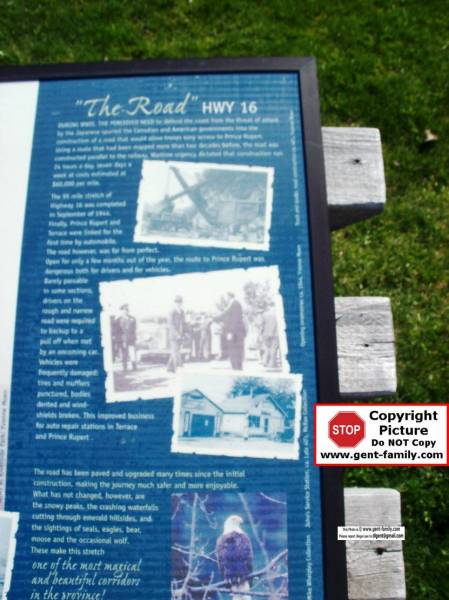 "The Road" HWY 16
DURING WWII, THE PERCEIVED NEED to defend the coast from the threat of attack
by the Japanese spurred the Canadian and American governments into the
construction of a road that would allow troops easy access to Prince Rupert.
Using a route that had been mapped more than two decades before, the road was
constructed parallel to the railway. Wartime urgency dictated that construction run
24 hours a day, seven days a
week at costs estimated at
per mile.
The 95 mile stretch of
Highway 16 was completed
in September of 1944.
Finally, Prince Rupert and
Terrace were linked for the
first time by automobile.
The road however, was far from perfect.
Open for only a few months out of the year, the route to Prince Rupert was
dangerous both for drivers and for vehicles.
Barely passable
in some sections,
drivers on the
rough and narrow
road were required
to backup to a
pull off when met
by an oncoming car.
Vehicles were
frequently damaged:
tires and mufflers
punctured, bodies
dented and wind-
shields broken. This improved business
for auto repair stations in Terrace
and Prince Rupert.
The road has been paved and upgraded many times since the initial
construction, making the journey much safer and more enjoyable.
What has not changed, however, are
the snowy peaks, the crashing waterfalls
cutting through emerald hillsides, and
the sightings of seals, eagles, bear,
moose and the occasional wolf.
These make this stretch
one of the most magical
and beautiful corridors
in the province!
STOP
Copyright
Picture
Do NOT Copy
www.gent-family.com
This Photo is © www.gent-family.com